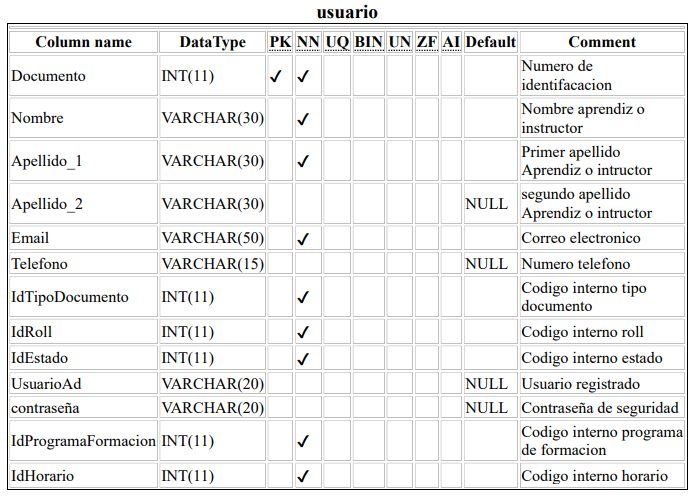 usuario
Column name DataType PK NN UQ BIN UN ZF AI Default Comment
Documento INT(11) ✓ ✓ Numero de
identifacacion
Nombre VARCHAR(30) ✓ Nombre aprendiz o
instructor
Apellido_1 VARCHAR(30) ✓ Primer apellido
Aprendiz o intructor
Apellido_2 VARCHAR(30) NULL segundo apellido
Aprendiz o intructor
Email VARCHAR(50) ✓ Correo electronico
Telefono VARCHAR(15) NULL Numero telefono
IdTipoDocumento INT(11) ✓ Codigo interno tipo
documento
IdRoll INT(11) ✓ Codigo interno roll
IdEstado INT(11) ✓ Codigo interno estado
UsuarioAd VARCHAR(20) NULL Usuario registrado
contraseña VARCHAR(20) NULL Contraseña de seguridad
IdProgramaFormacion INT(11) ✓ Codigo interno programa
de formacion
IdHorario INT(11) ✓ Codigo interno horario